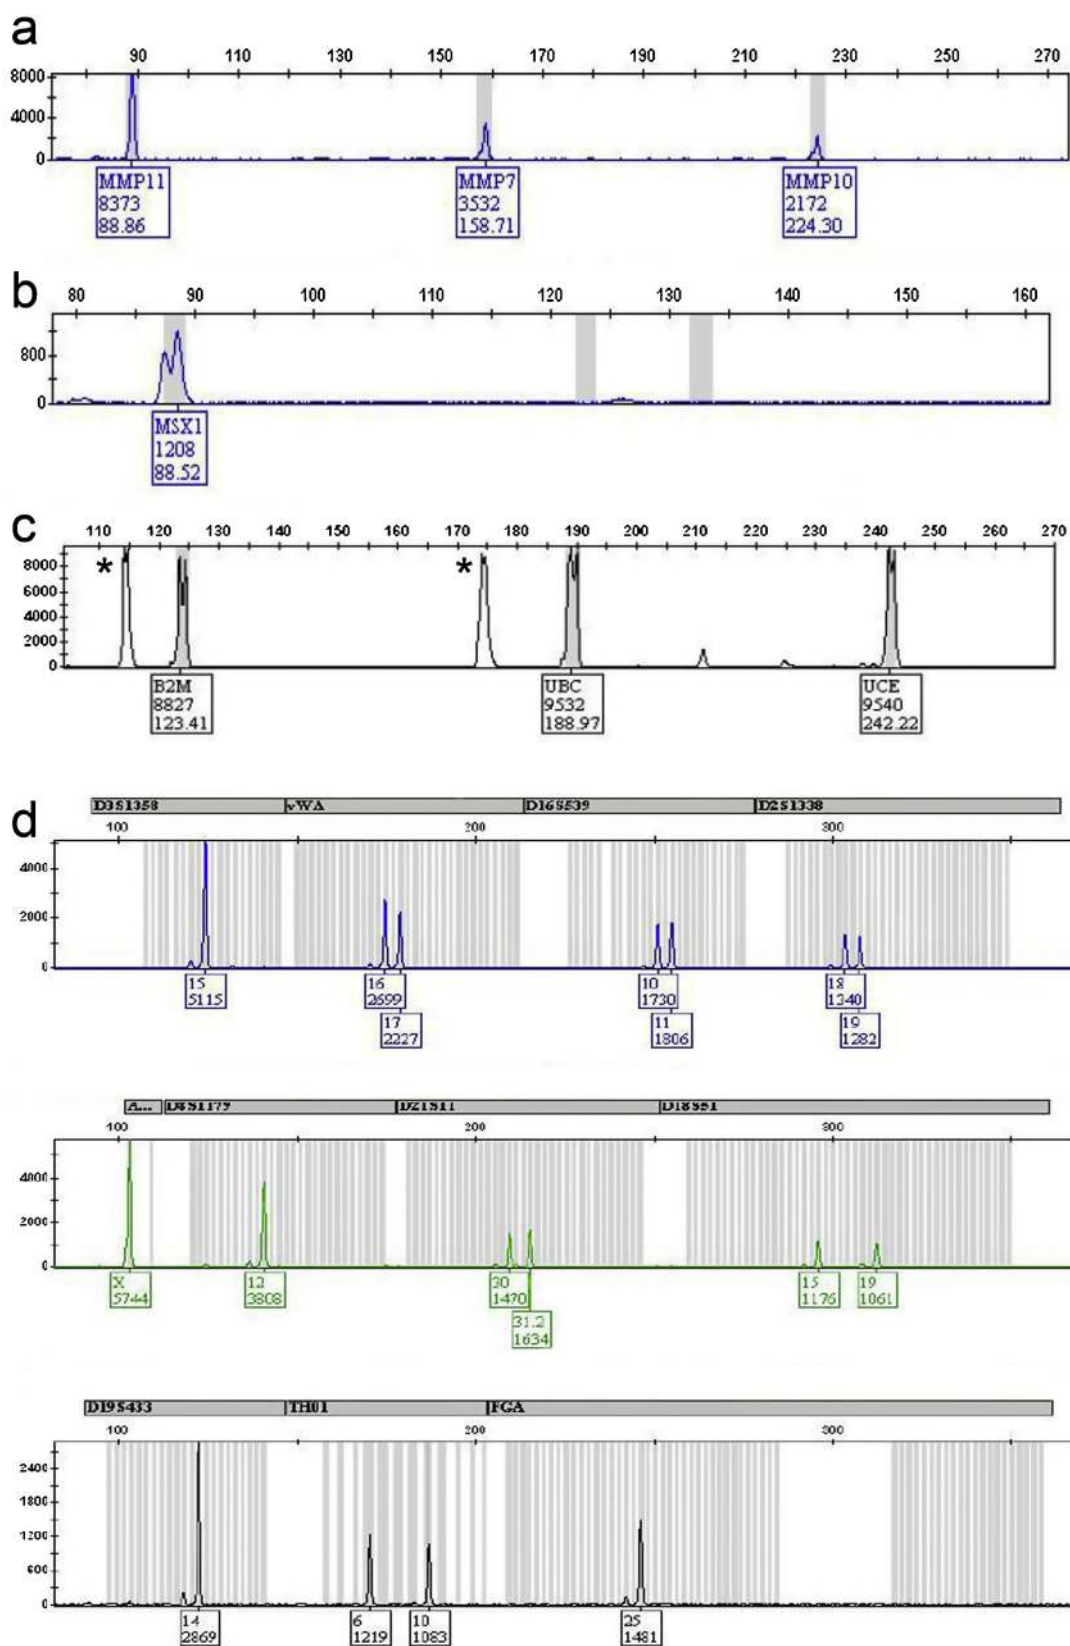 a
90 110 130 150 170 190 210 230 250 270
8000
4000
0
MMP11 MMP7 MMP10
8373 3532 2172
88.86 158.71 224.30
b
80 90 100 110 120 130 140 150 160
800
0
MSX1
1208
88.52
c
110 120 130 140 150 160 170 180 190 200 210 220 230 240 250 260 270
8000 * *
6000
4000
2000
0
B2M UBC UCE
8827 9532 9540
123.41 188.97 242.22
d
D3S1358 vWA D16S539 D2S1338
100 200 300
4000
2000
0
15 16 10 18
5115 2699 1730 1340
17 11 19
2227 1806 1282
A... D8S1179 D21S11 D18S51
100 200 300
4000
2000
0
X 12 30 15 19
5744 3808 1470 1176 1061
31.2
1634
D19S433 TH01 FGA
100 200 300
2400
1800
1200
600
0
14 6 10 25
2869 1219 1083 1481